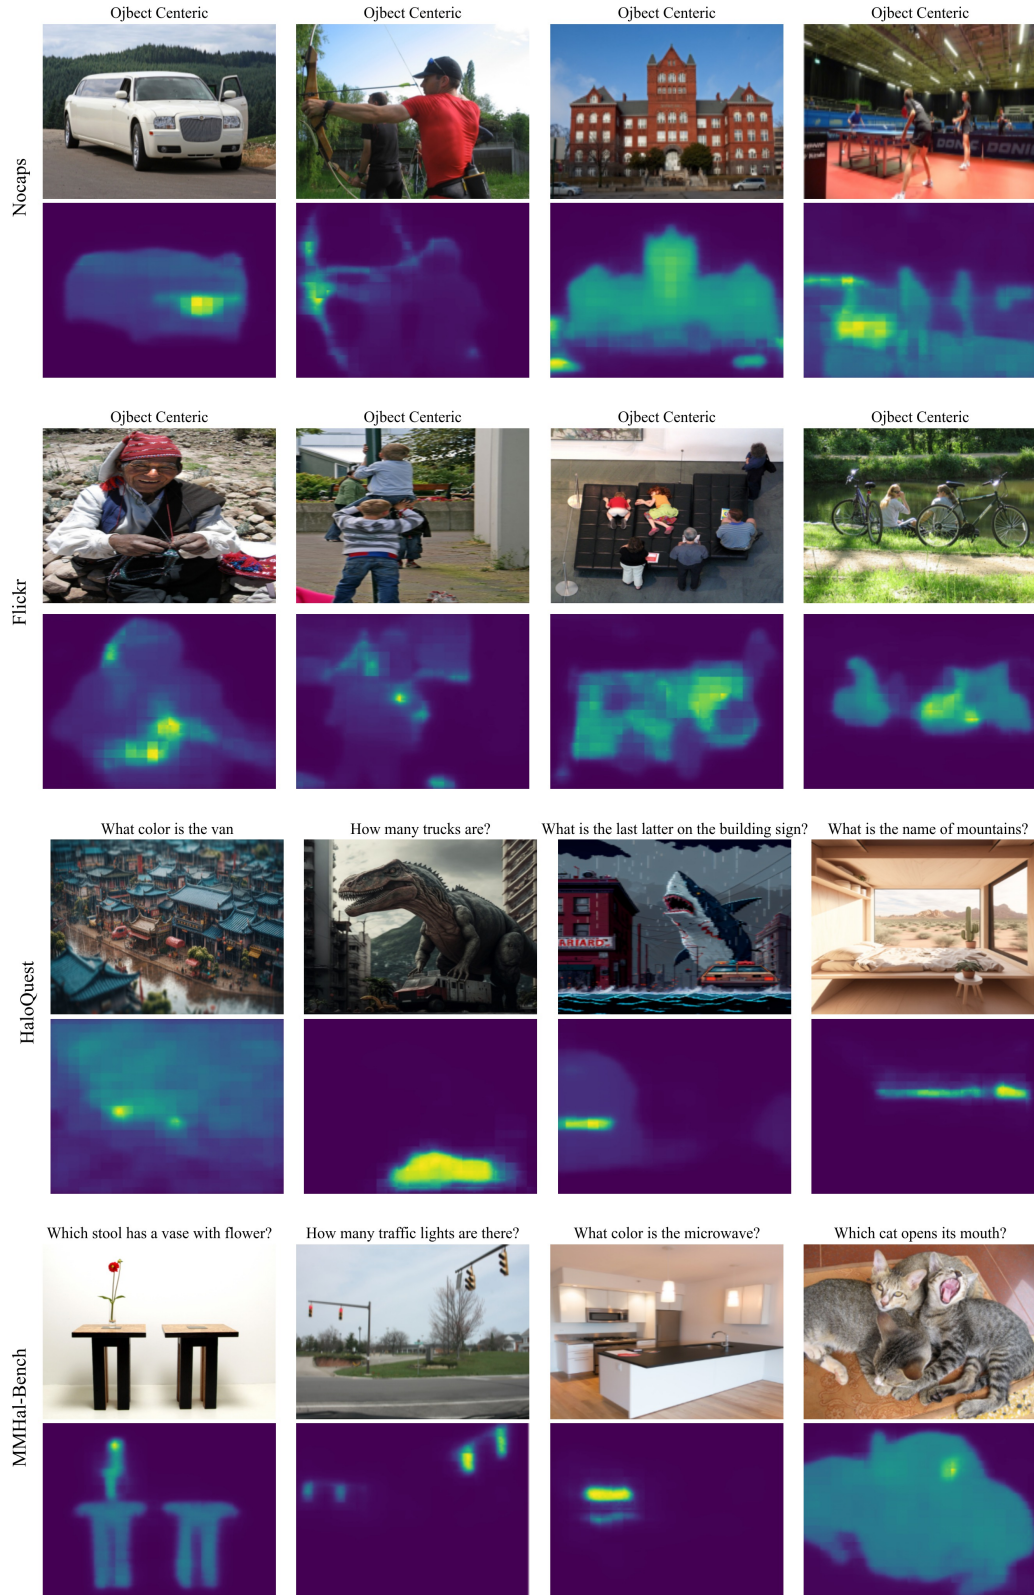 Ojbect Centeric
Ojbect Centeric
Ojbect Centeric
Ojbect Centeric
Nocaps
DONIC
DONIC
Ojbect Centeric
Ojbect Centeric
Ojbect Centeric
Ojbect Centeric
Flickr
What color is the van
How many trucks are?
What is the last latter on the building sign?
What is the name of mountains?
HaloQuest
ARIARD
Which stool has a vase with flower?
How many traffic lights are there?
What color is the microwave?
Which cat opens its mouth?
MMHal-Bench